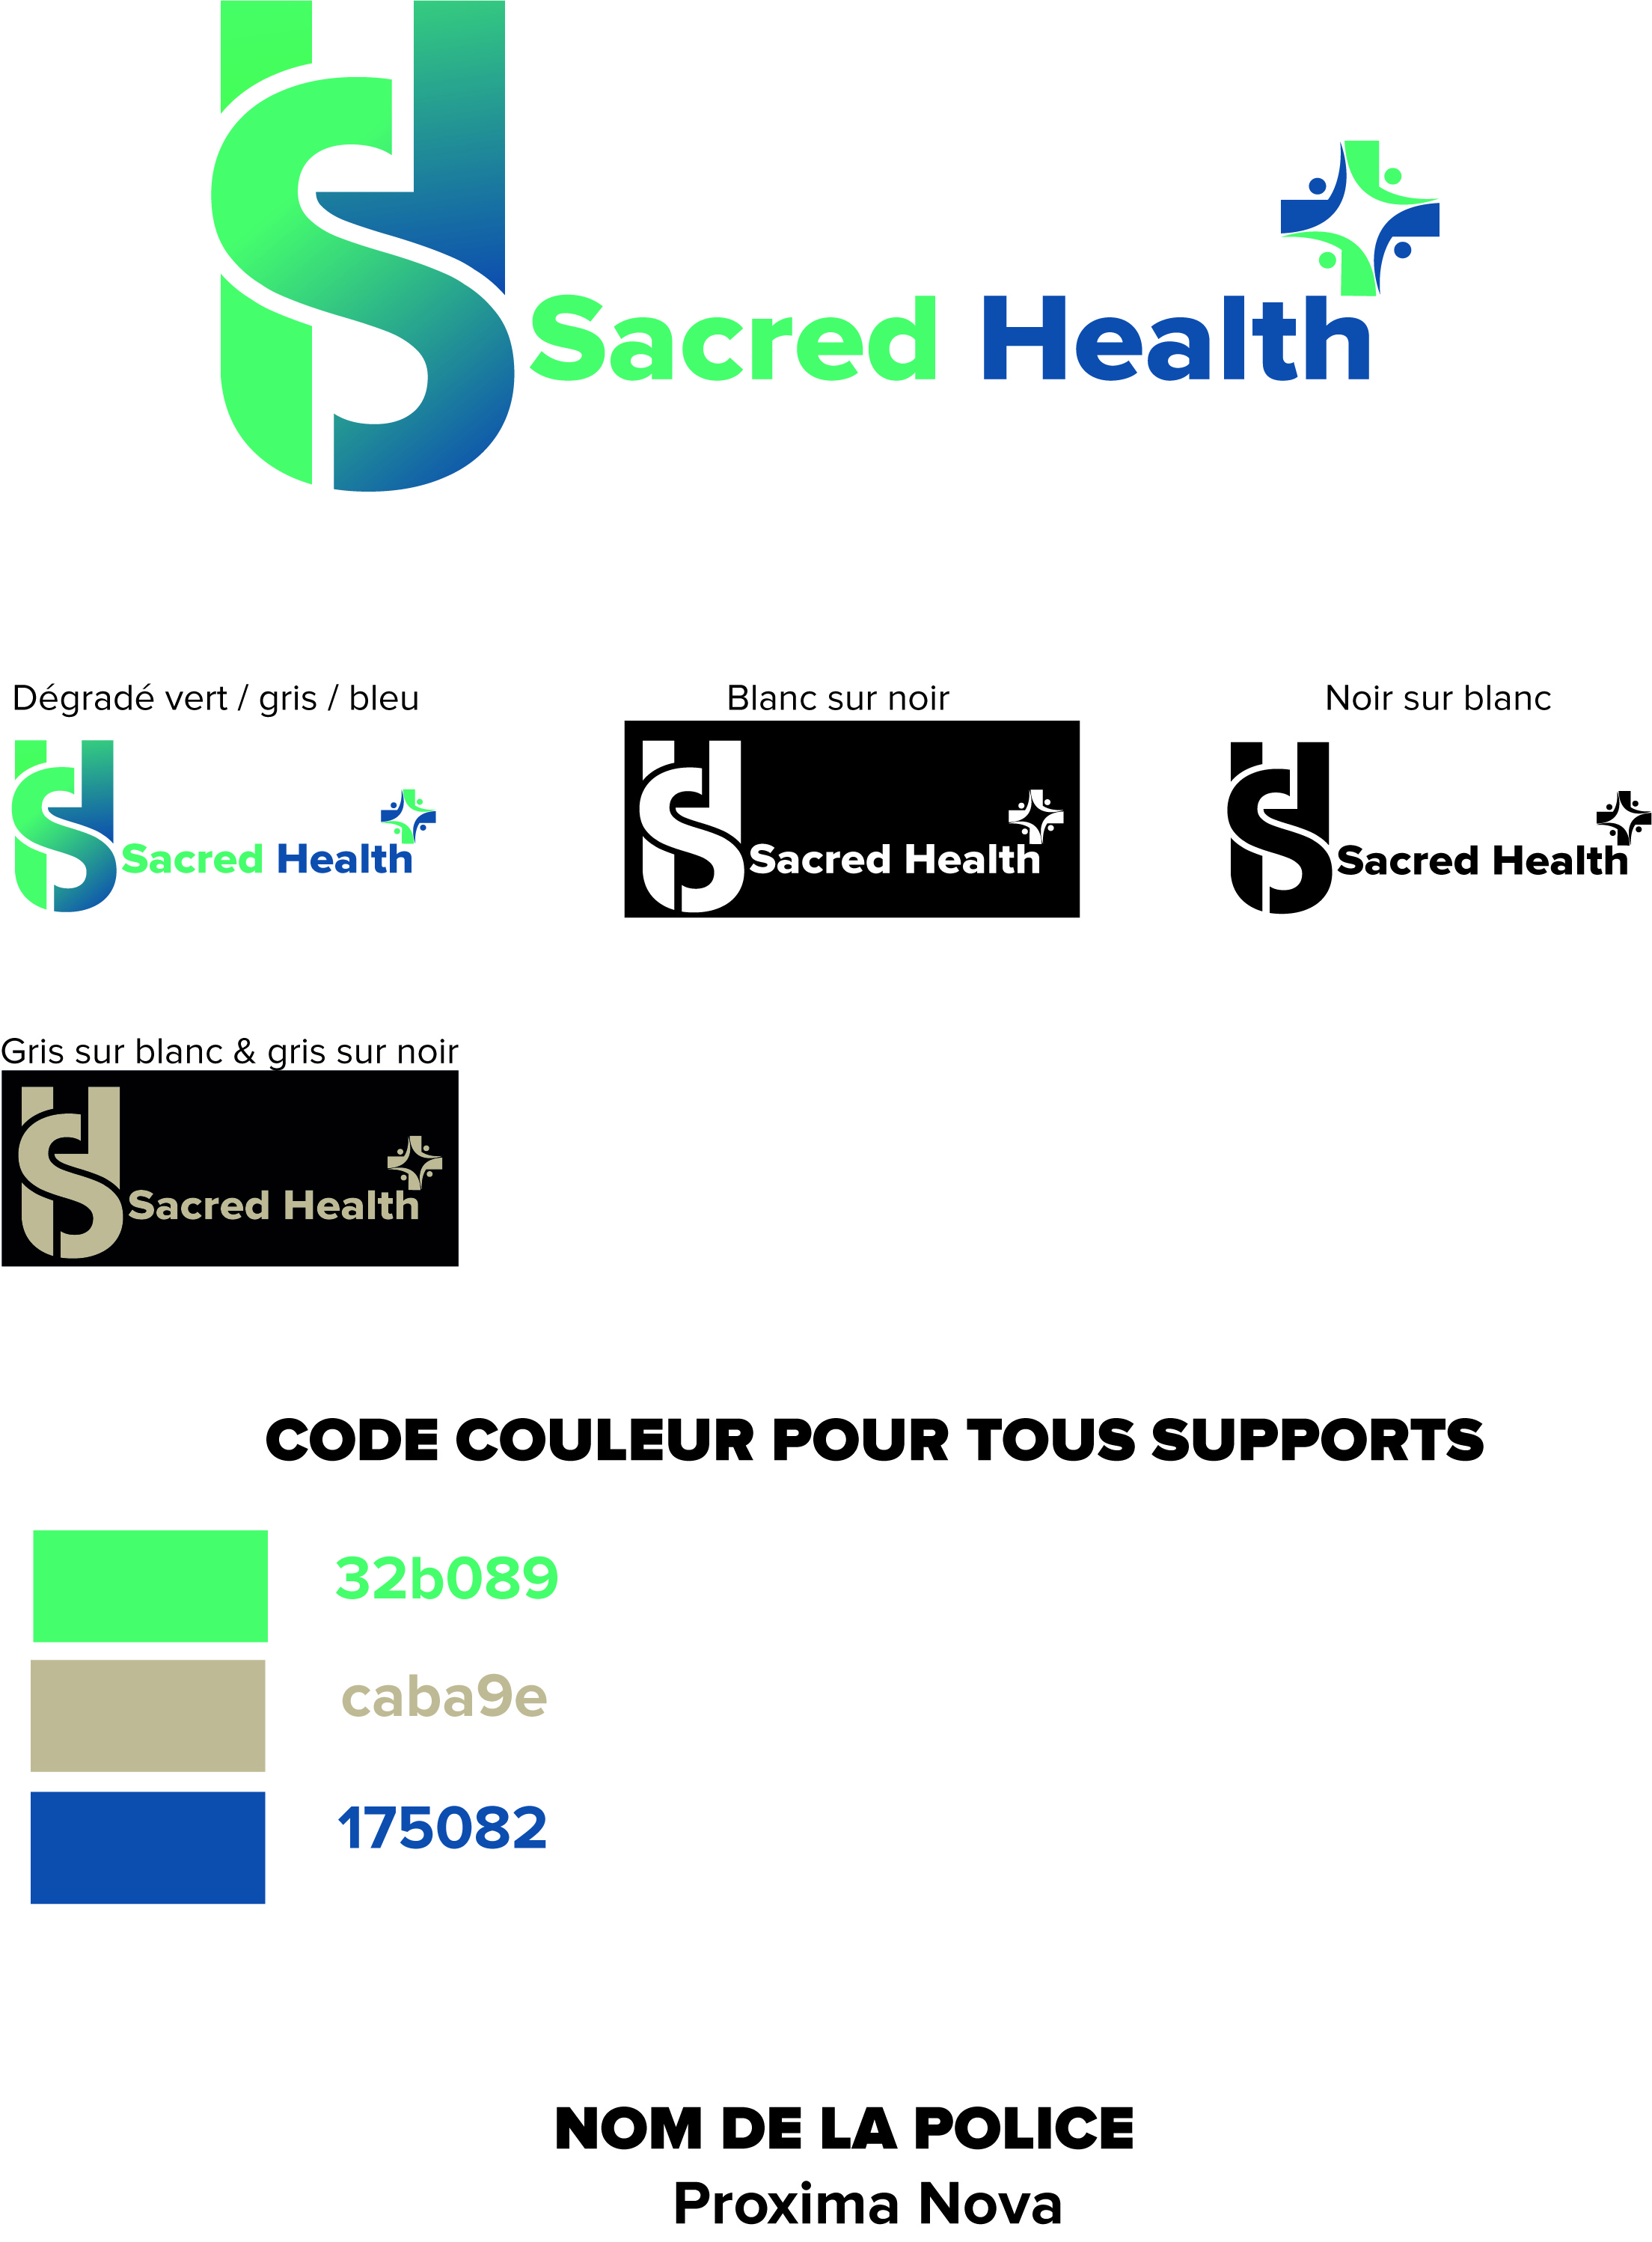 Sacred Health
Dégradé vert / gris / bleu
Blanc sur noir
Noir sur blanc
Sacred Health
Sacred Health
Sacred Health
Gris sur blanc & gris sur noir
Sacred Health
CODE COULEUR POUR TOUS SUPPORTS
32b089
caba9e
175082
NOM DE LA POLICE
Proxima Nova